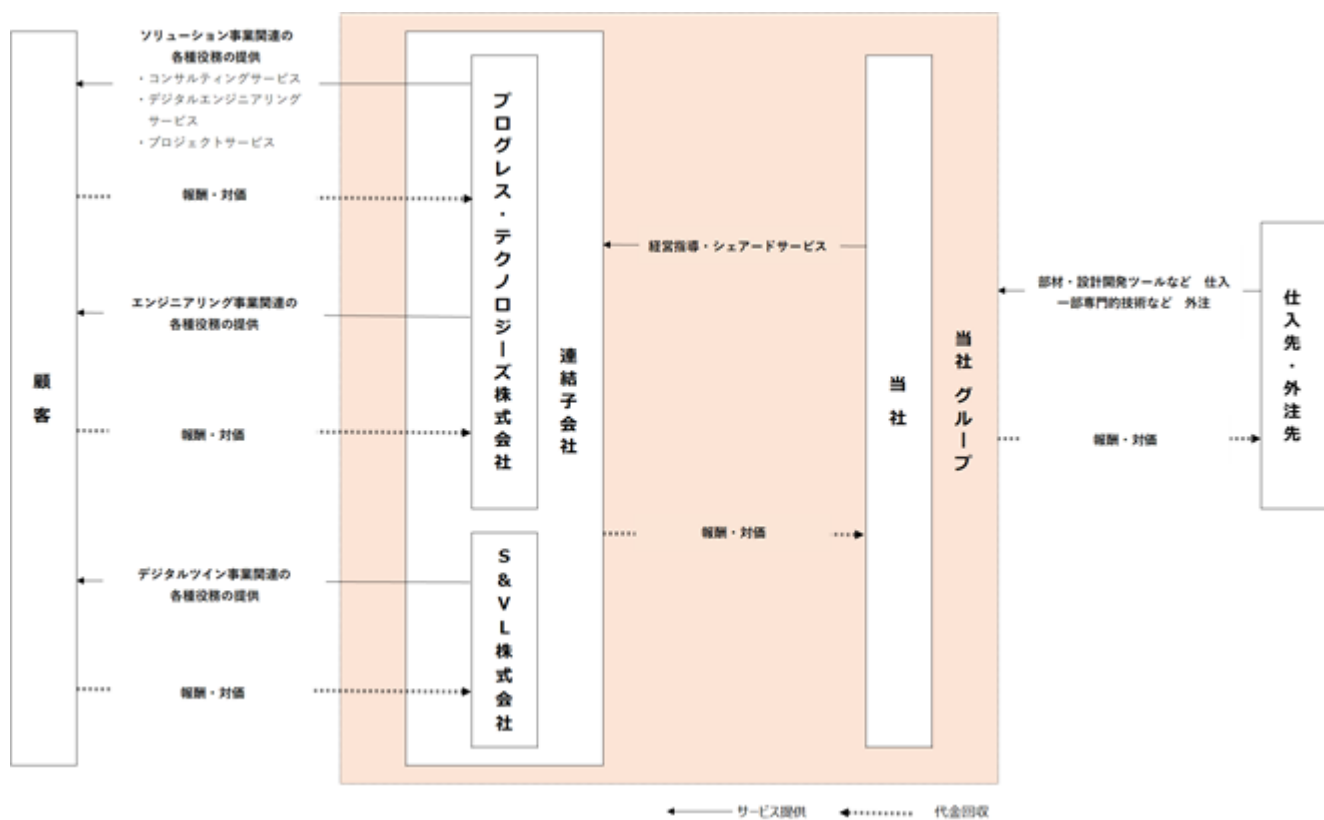 ソリューション事業関連の
各種役務の提供
・コンサルティングサービス
・デジタルエンジニアリング
サービス
・プロジェクトサービス
報酬・対価
エンジニアリング事業関連の
各種役務の提供
報酬・対価
デジタルツイン事業関連の
各種役務の提供
報酬・対価
顧客
プログレス・テクノロジーズ株式会社
S&VL株式会社
連結子会社
経営指導・シェアードサービス
報酬・対価
当社
当社 グループ
部材・設計開発ツールなど 仕入
一部専門的技術など 外注
報酬・対価
仕入先・外注先
サービス提供
代金回収